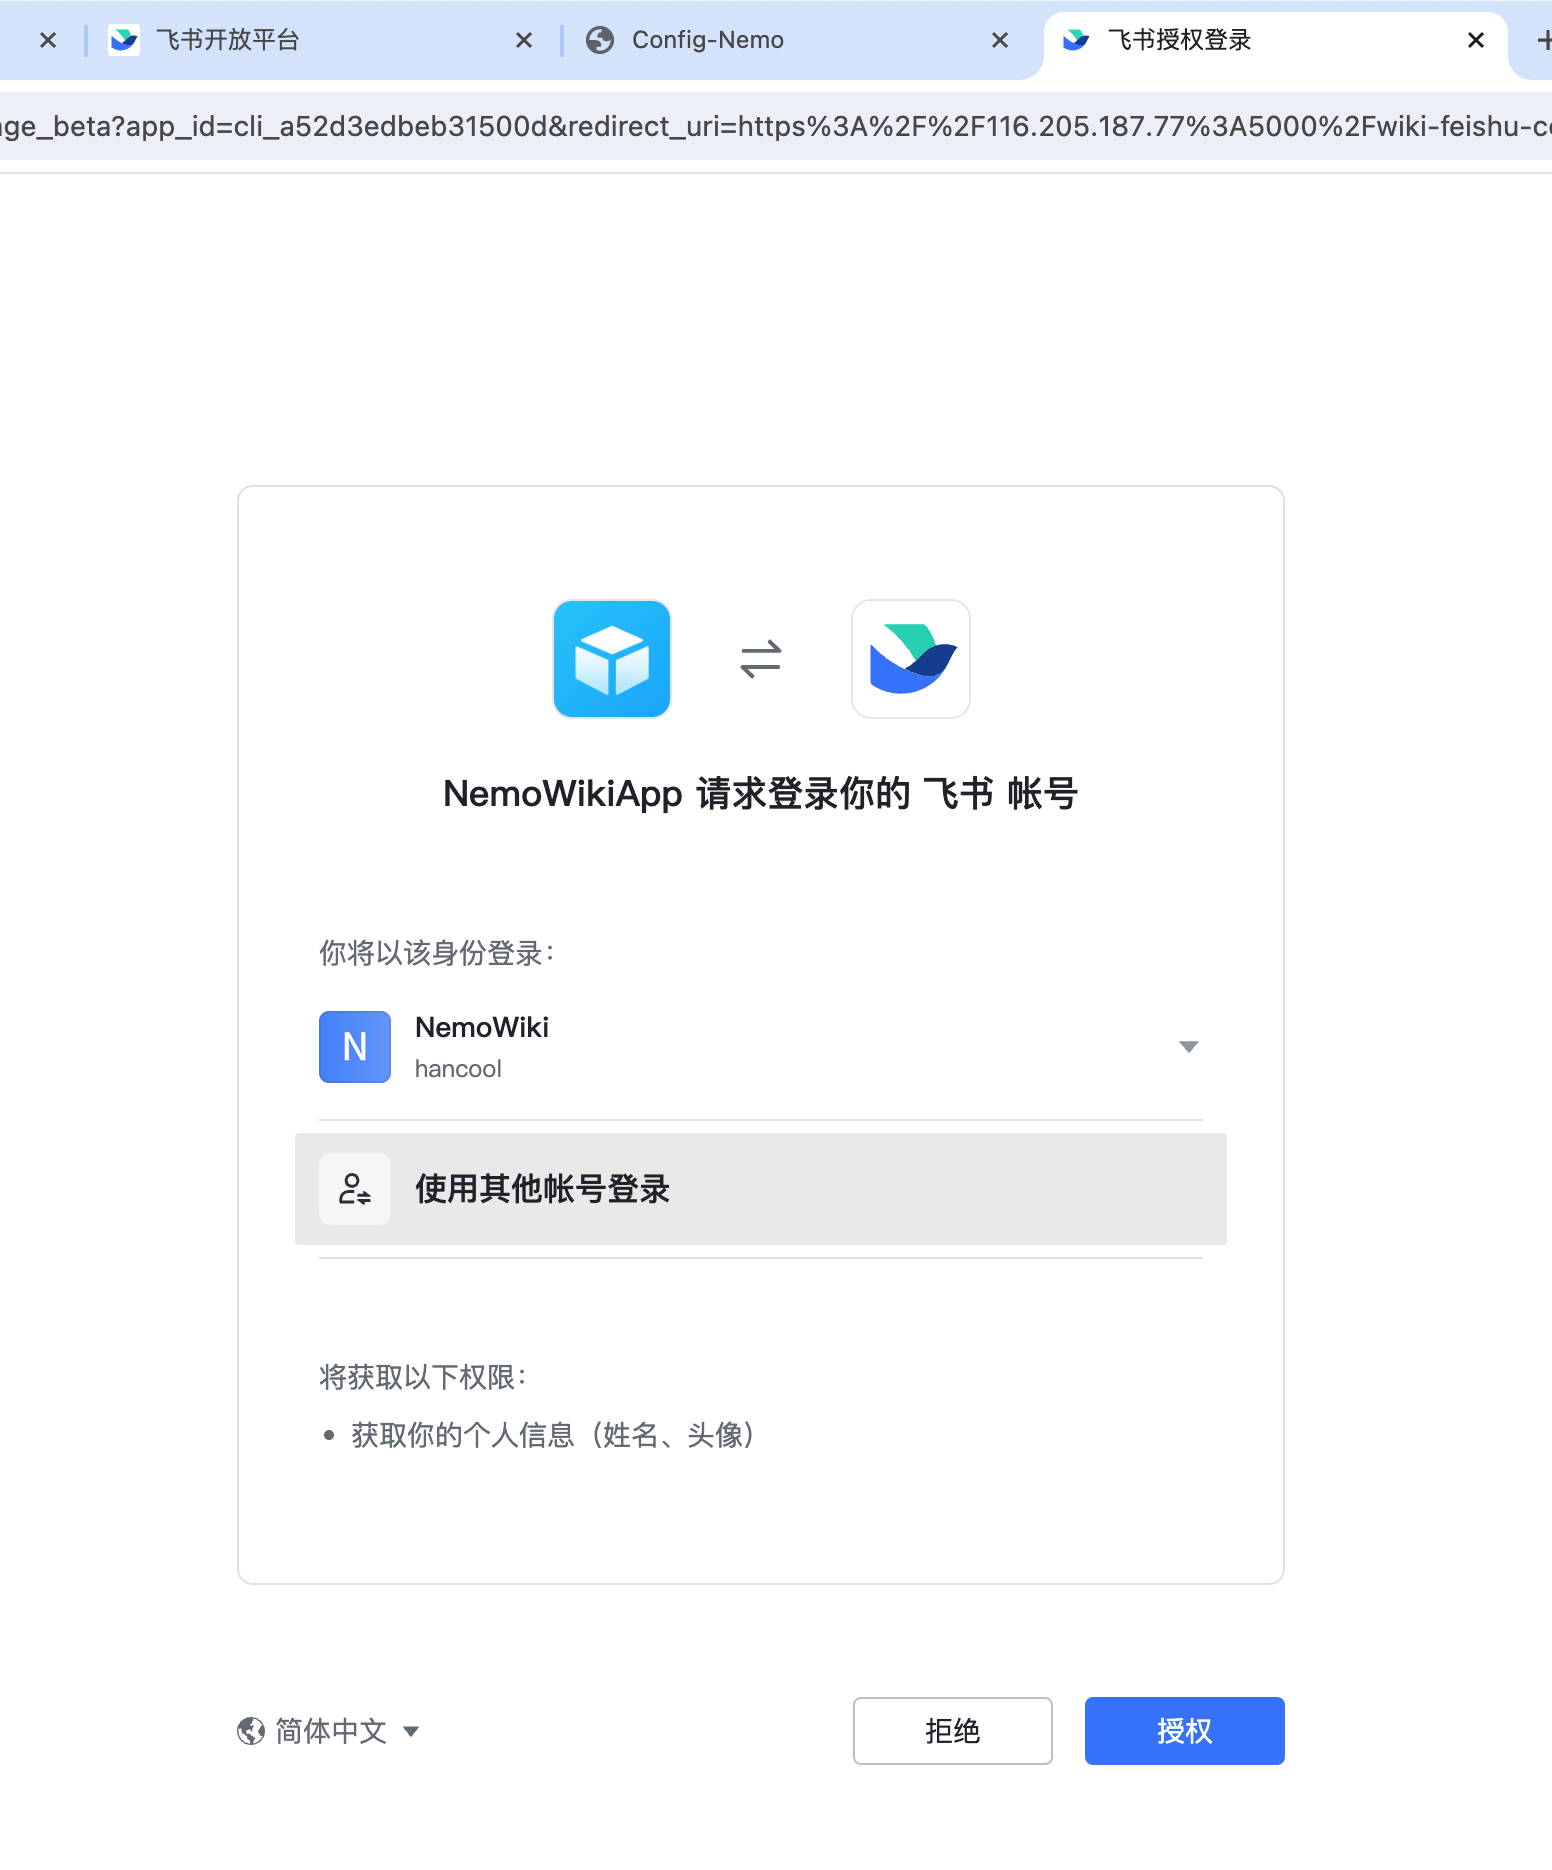 飞书开放平台
Config-Nemo
飞书授权登录
ge_beta?app_id=cli_a52d3edbeb31500d&redirect_uri=https%3A%2F%2F116.205.187.77%3A5000%2Fwiki-feishu-c
NemoWikiApp 请求登录你的 飞书 帐号
你将以该身份登录：
N
NemoWiki
hancool
使用其他帐号登录
将获取以下权限：
• 获取你的个人信息（姓名、头像）
简体中文
拒绝
授权